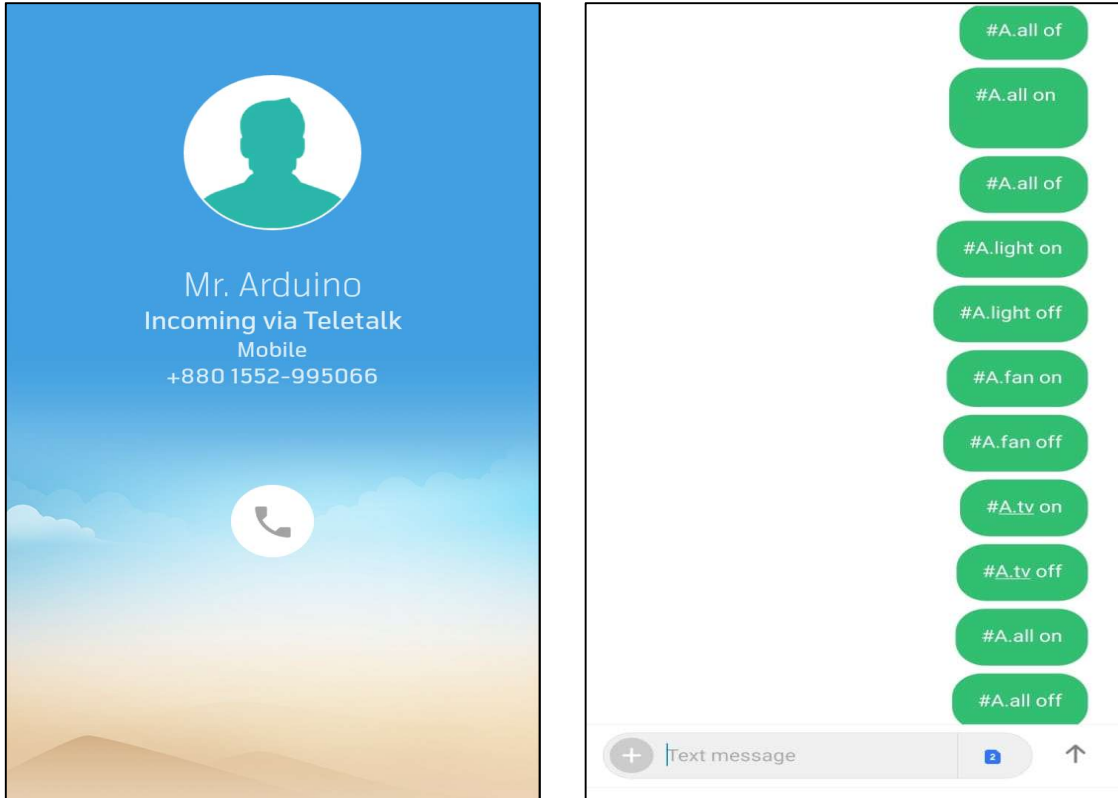 Mr. Arduino
Incoming via Teletalk
Mobile
+880 1552-995066
#A.all of
#A.all on
#A.all of
#A.light on
#A.light off
#A.fan on
#A.fan off
#A.tv on
#A.tv off
#A.all on
#A.all off
Text message
2